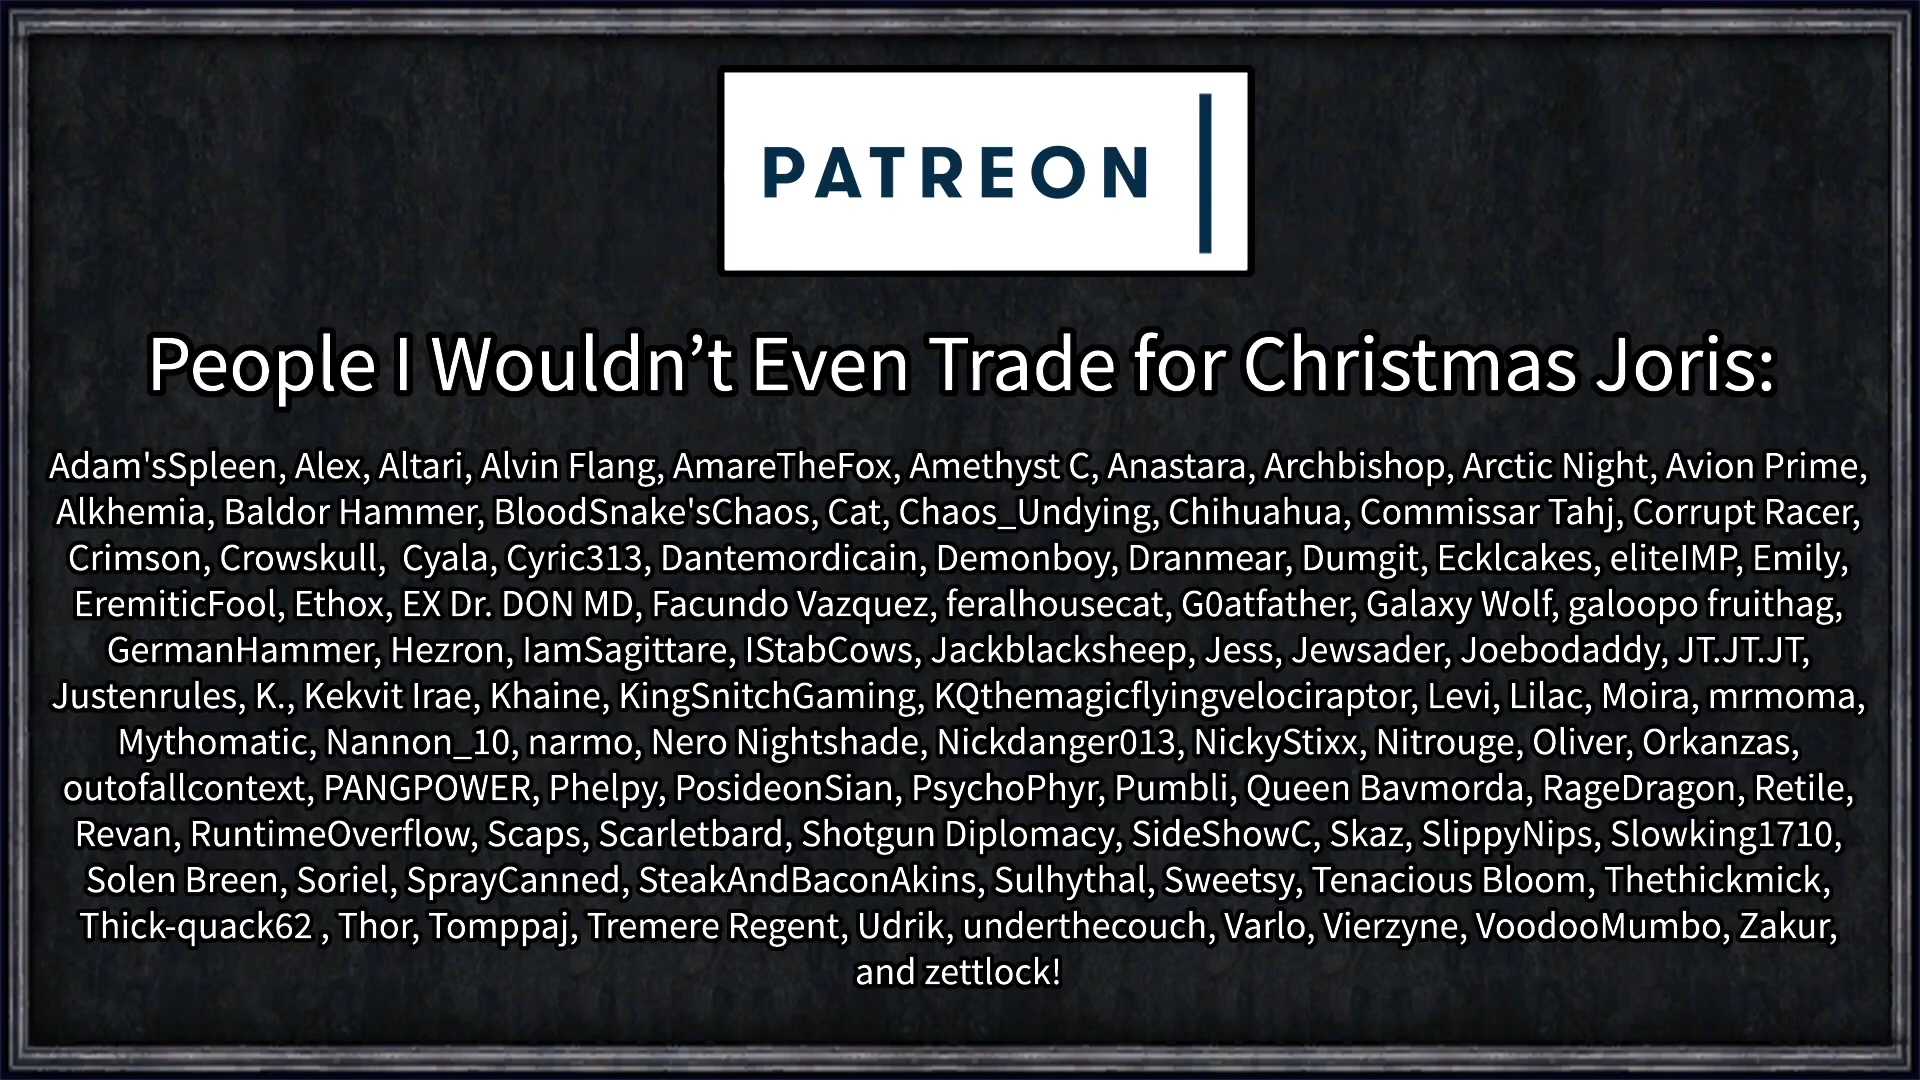 PATREON
People I Wouldn’t Even Trade for Christmas Joris:
Adam'sSpleen, Alex, Altari, Alvin Flang, AmareTheFox, Amethyst C, Anastara, Archbishop, Arctic Night, Avion Prime,
Alkhemia, Baldor Hammer, BloodSnake'sChaos, Cat, Chaos_Undying, Chihuahua, Commissar Tahj, Corrupt Racer,
Crimson, Crowskull,  Cyala, Cyric313, Dantemordicain, Demonboy, Dranmear, Dumgit, Ecklcakes, eliteIMP, Emily,
EremiticFool, Ethox, EX Dr. DON MD, Facundo Vazquez, feralhousecat, G0atfather, Galaxy Wolf, galoopo fruithag,
GermanHammer, Hezron, IamSagittare, IStabCows, Jackblacksheep, Jess, Jewsader, Joebodaddy, JT.JT.JT,
Justenrules, K., Kekvit Irae, Khaine, KingSnitchGaming, KQthemagicflyingvelociraptor, Levi, Lilac, Moira, mrmoma,
Mythomatic, Nannon_10, narmo, Nero Nightshade, Nickdanger013, NickyStixx, Nitrouge, Oliver, Orkanzas,
outofallcontext, PANGPOWER, Phelpy, PosideonSian, PsychoPhyr, Pumbli, Queen Bavmorda, RageDragon, Retile,
Revan, RuntimeOverflow, Scaps, Scarletbard, Shotgun Diplomacy, SideShowC, Skaz, SlippyNips, Slowking1710,
Solen Breen, Soriel, SprayCanned, SteakAndBaconAkins, Sulhythal, Sweetsy, Tenacious Bloom, Thethickmick,
Thick-quack62 , Thor, Tomppaj, Tremere Regent, Udrik, underthecouch, Varlo, Vierzyne, VoodooMumbo, Zakur,
and zettlock!